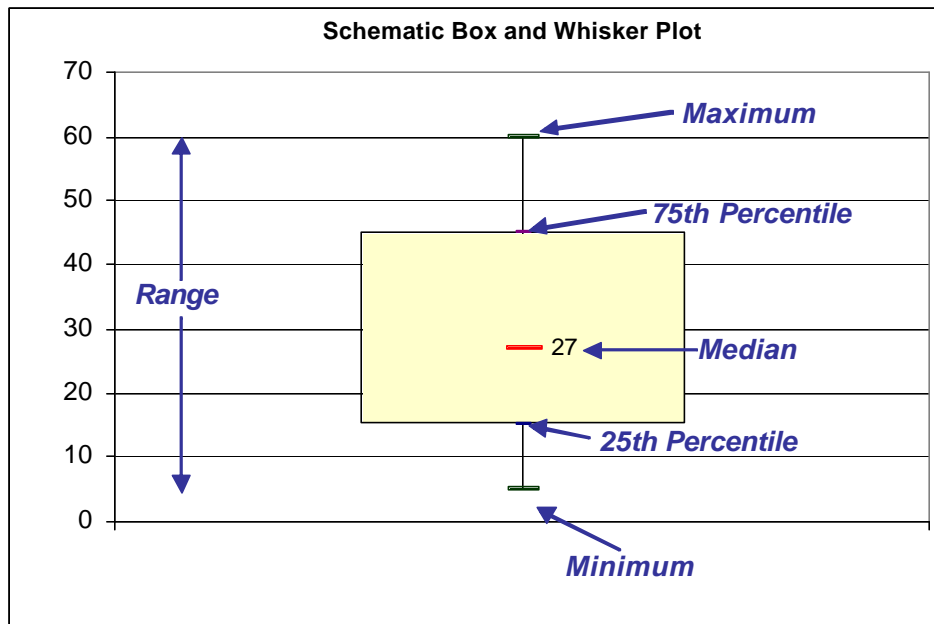 Schematic Box and Whisker Plot
70
60
50
40
30
20
10
0
Maximum
75th Percentile
Range
27
Median
25th Percentile
Minimum